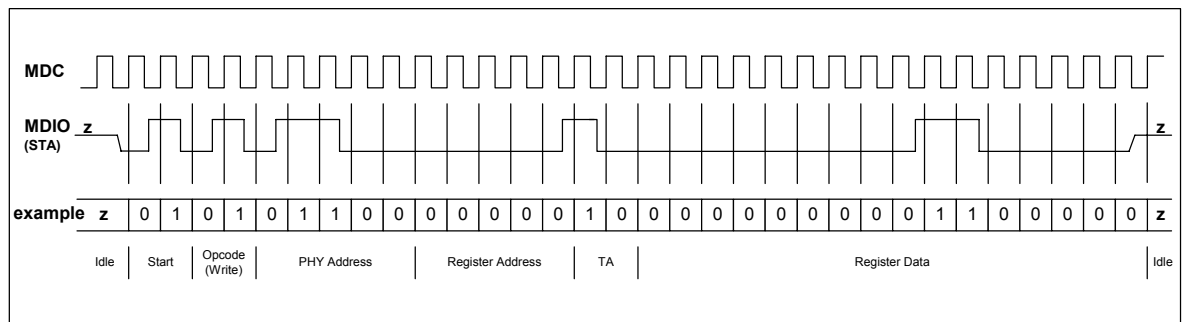 MDC
MDIO z z
(STA)
example z 0 1 0 1 0 1 1 0 0 0 0 0 0 0 1 0 0 0 0 0 0 0 0 0 0 1 1 0 0 0 0 0 z
Idle Start Opcode PHY Address Register Address TA Register Data Idle
(Write)